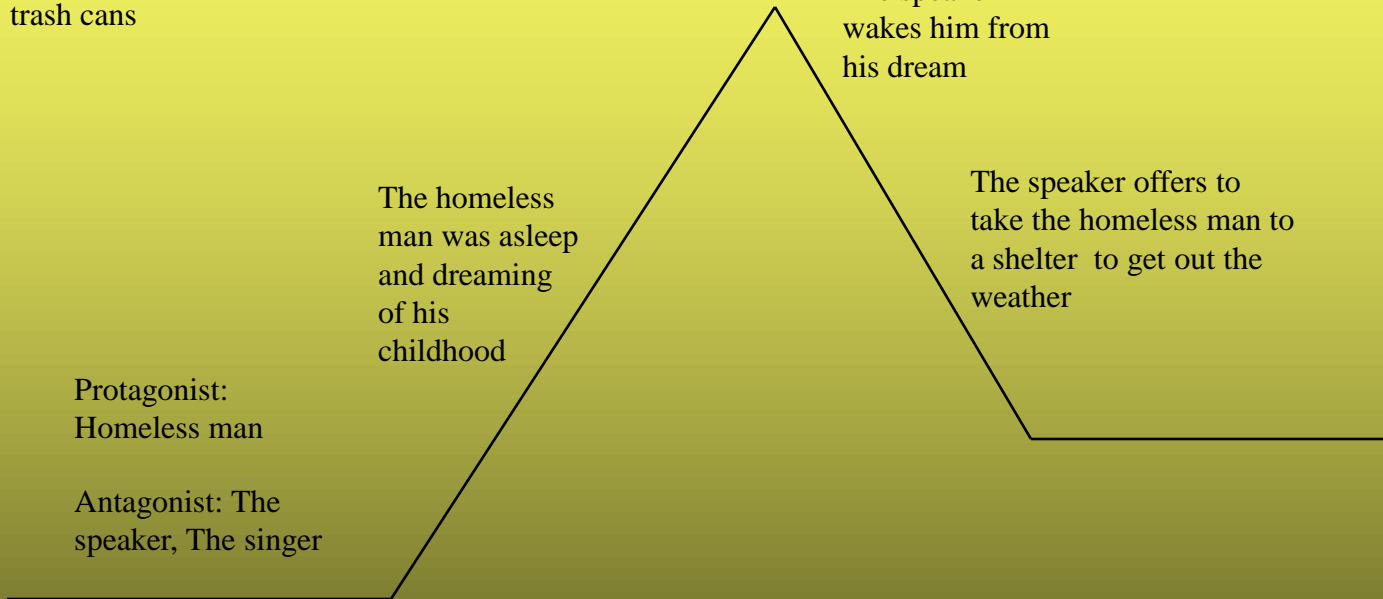 trash cans
wakes him from
his dream
The homeless
man was asleep
and dreaming
of his
childhood
The speaker offers to
take the homeless man to
a shelter  to get out the
weather
Protagonist:
Homeless man
Antagonist: The
speaker, The singer